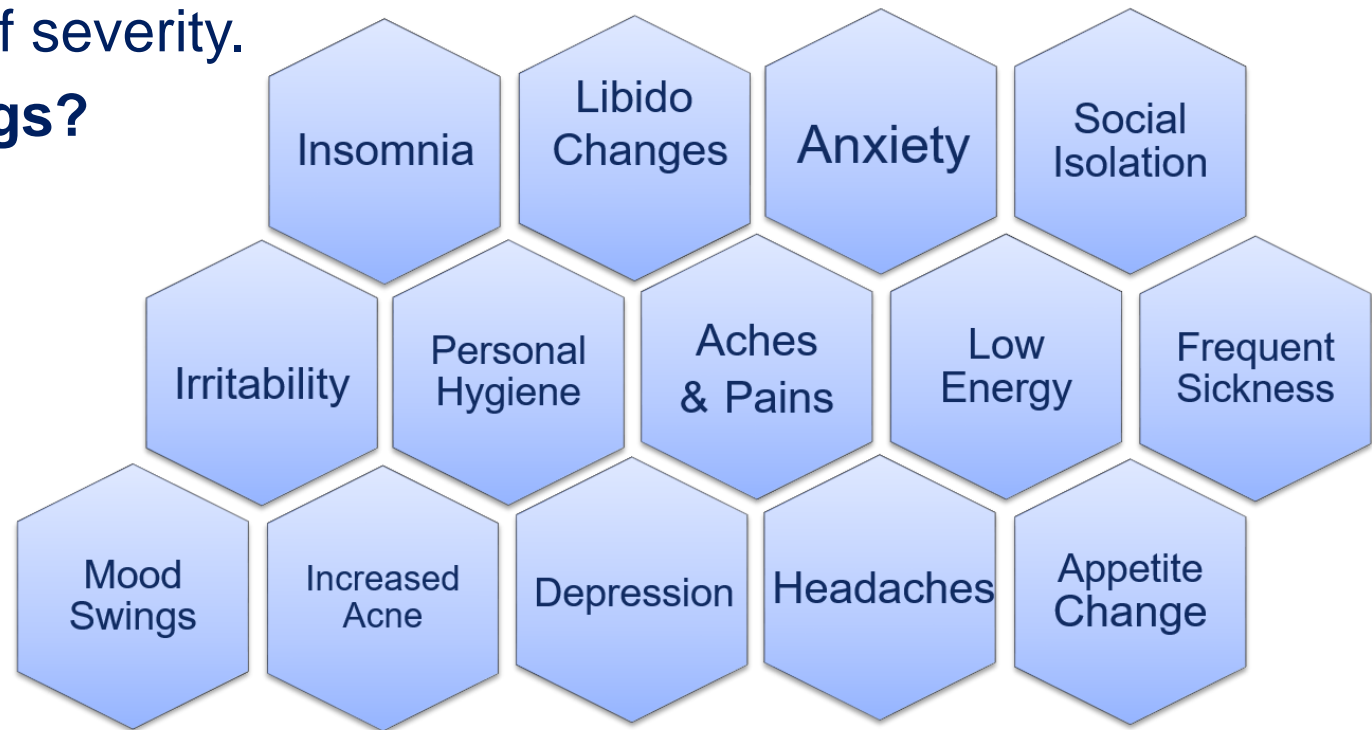 f severity.
gs?
Insomnia
Libido
Changes
Anxiety
Social
Isolation
Irritability
Personal
Hygiene
Aches
& Pains
Low
Energy
Frequent
Sickness
Mood
Swings
Increased
Acne
Depression
Headaches
Appetite
Change